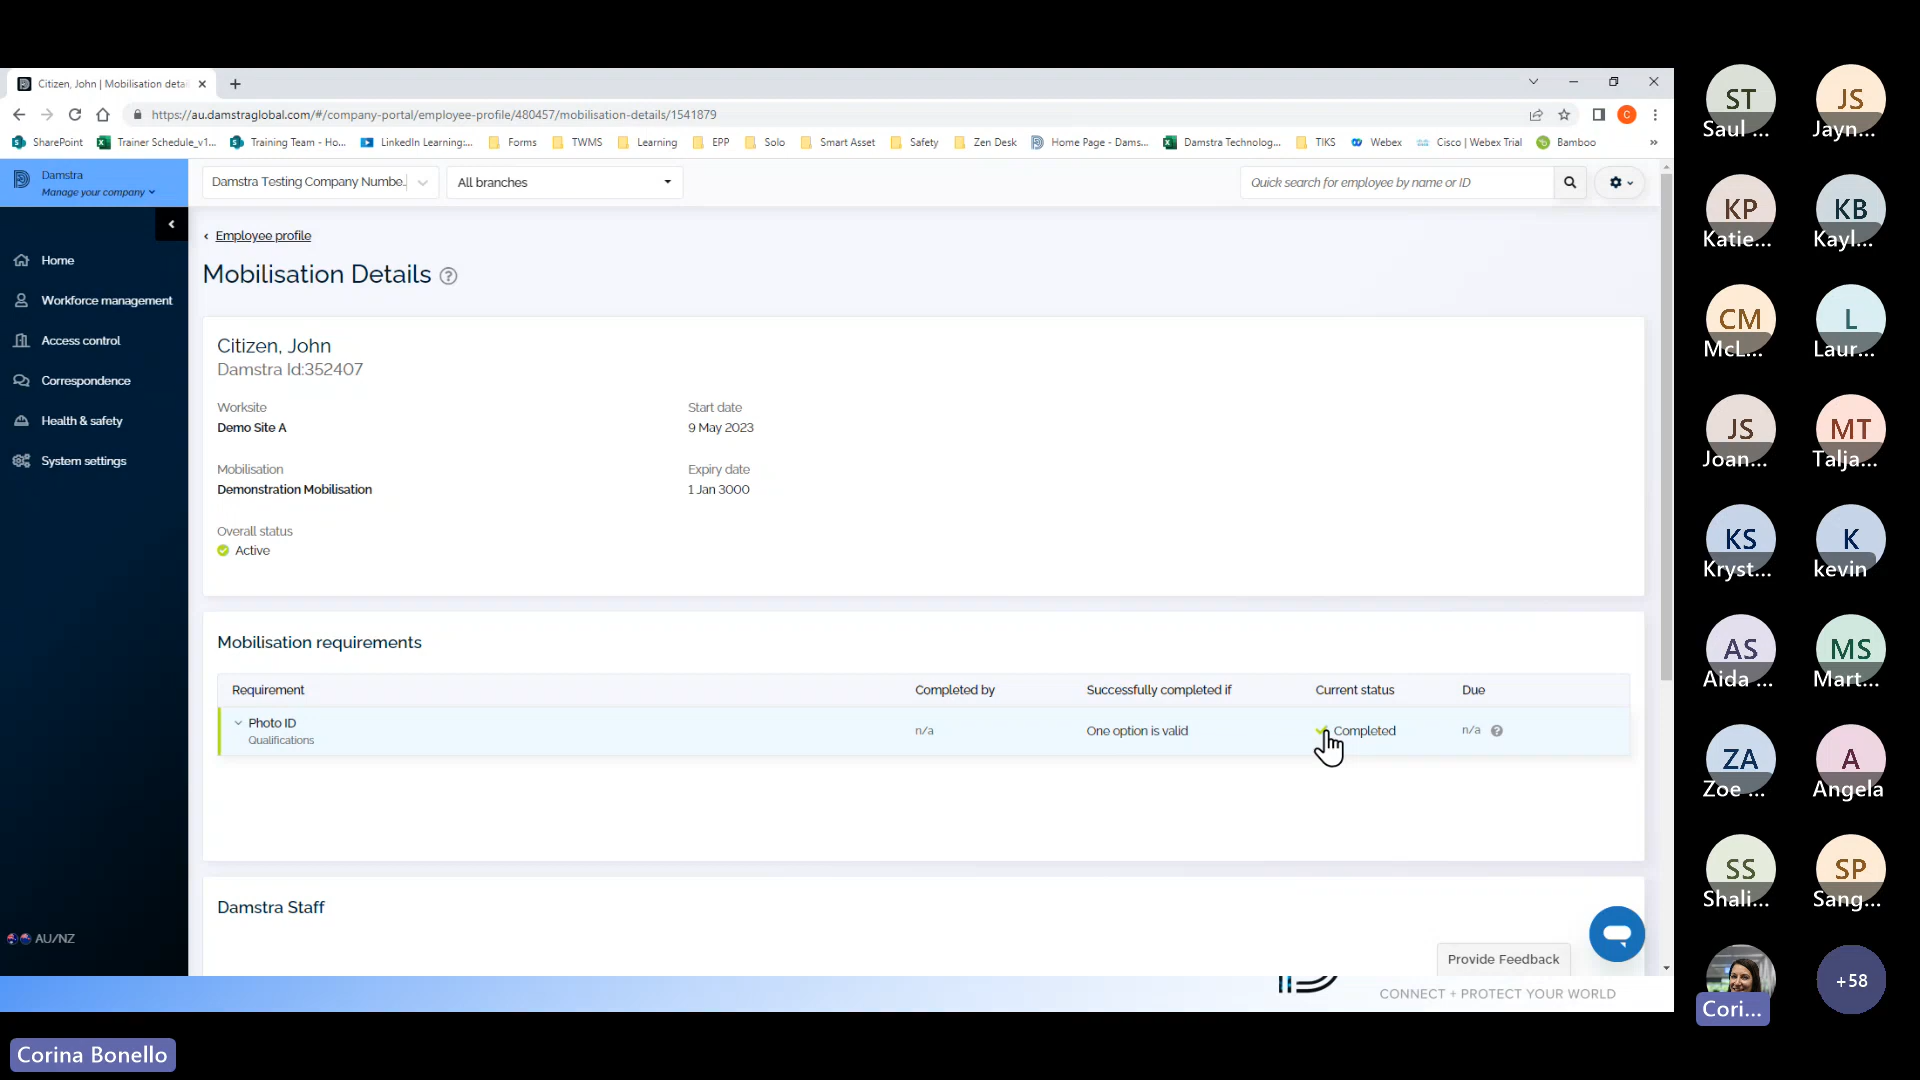 Citizen, John | Mobilisation detai
https://au.damstraglobal.com/#/company-portal/employee-profile/480457/mobilisation-details/1541879
C
SharePoint
Trainer Schedule_v1...
Training Team - Ho...
LinkedIn Learning:...
Forms
TWMS
Learning
EPP
Solo
Smart Asset
Safety
Zen Desk
Home Page - Dams...
Damstra Technolog...
TIKS
Webex
Cisco | Webex Trial
Bamboo
»
Damstra
Manage your company
Damstra Testing Company Numbe..
All branches
Quick search for employee by name or ID
Home
Workforce management
Access control
Correspondence
Health & safety
System settings
AU/NZ
Employee profile
Mobilisation Details
Citizen, John
Damstra Id:352407
Worksite
Demo Site A
Start date
9 May 2023
Mobilisation
Demonstration Mobilisation
Expiry date
1 Jan 3000
Overall status
Active
Mobilisation requirements
Requirement Completed by Successfully completed if Current status Due
Photo ID
Qualifications
n/a One option is valid Completed n/a
Damstra Staff
Provide Feedback
CONNECT + PROTECT YOUR WORLD
Corina Bonello
ST
Saul ...
JS
Jayn...
KP
Katie...
KB
Kayl...
CM
McL...
L
Laur...
JS
Joan...
MT
Talja...
KS
Kryst...
K
kevin
AS
Aida ...
MS
Mart...
ZA
Zoe ...
A
Angela
SS
Shali...
SP
Sang...
Cori...
+58